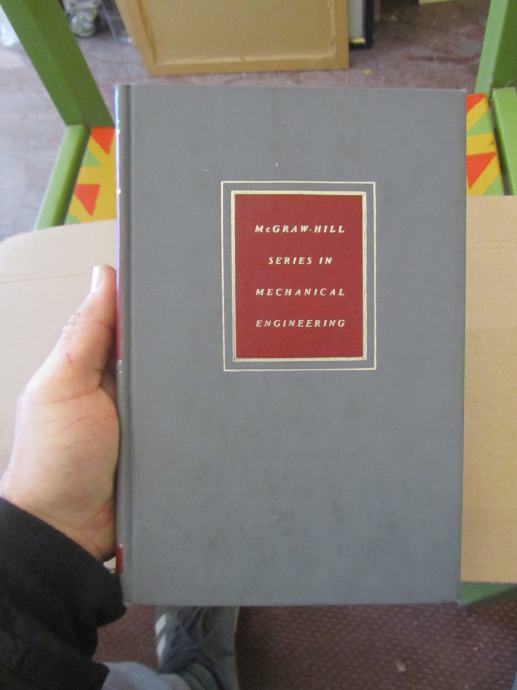 McGRAW·HILL
SERIES IN
MECHANICAL
ENGINEERING